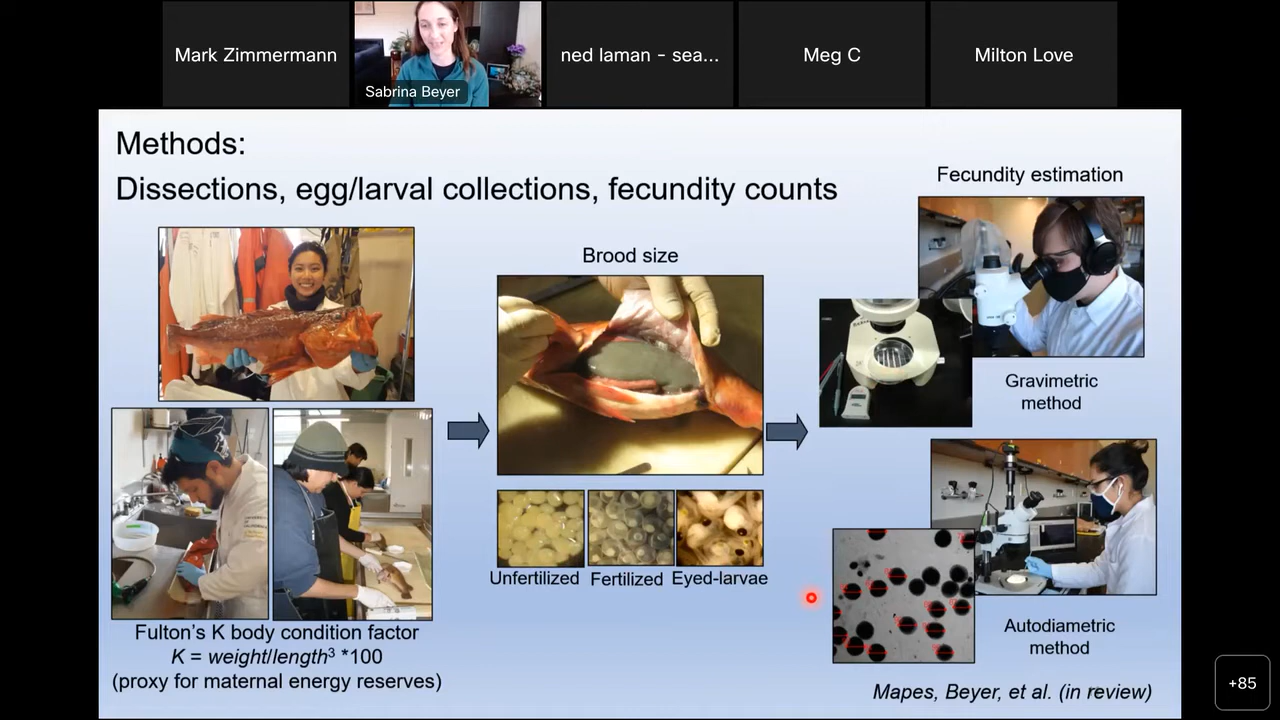 Mark Zimmermann
Sabrina Beyer
ned laman - sea...
Meg C
Milton Love
Methods:
Dissections, egg/larval collections, fecundity counts
Fecundity estimation
Brood size
Gravimetric
method
Unfertilized
Fertilized
Eyed-larvae
Autodiametric
method
Fulton's K body condition factor
K = weight/length³ *100
(proxy for maternal energy reserves)
Mapes, Beyer, et al. (in review)
+85